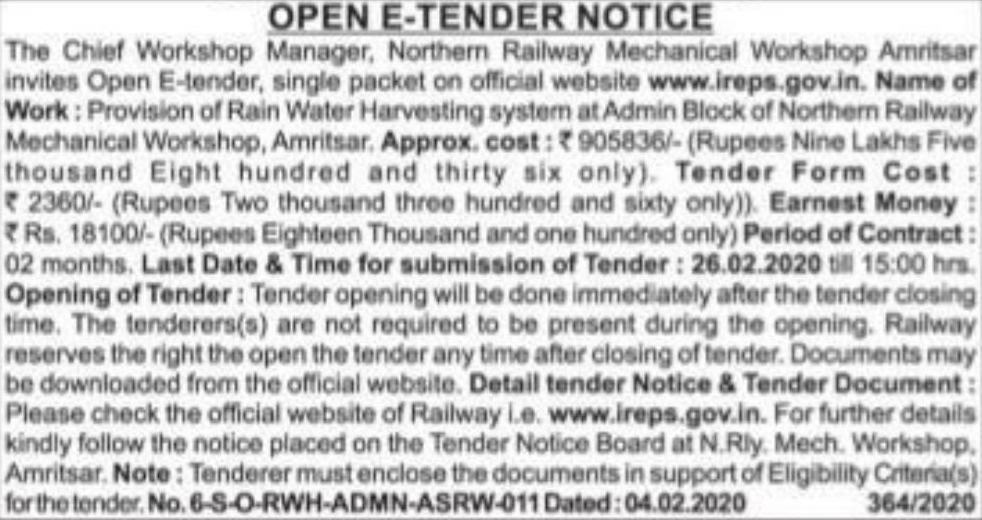 OPEN E-TENDER NOTICE
The Chief Workshop Manager, Northern Railway Mechanical Workshop Amritsar
invites Open E-tender, single packet on official website www.ireps.gov.in. Name of
Work : Provision of Rain Water Harvesting system at Admin Block of Northern Railway
Mechanical Workshop, Amritsar. Approx. cost : ₹ 905836/- (Rupees Nine Lakhs Five
thousand Eight hundred and thirty six only). Tender Form Cost :
₹ 2360/- (Rupees Two thousand three hundred and sixty only)). Earnest Money :
₹ Rs. 18100/- (Rupees Eighteen Thousand and one hundred only) Period of Contract :
02 months. Last Date & Time for submission of Tender : 26.02.2020 till 15:00 hrs.
Opening of Tender : Tender opening will be done immediately after the tender closing
time. The tenderers(s) are not required to be present during the opening. Railway
reserves the right the open the tender any time after closing of tender. Documents may
be downloaded from the official website. Detail tender Notice & Tender Document :
Please check the official website of Railway i.e. www.ireps.gov.in. For further details
kindly follow the notice placed on the Tender Notice Board at N.Rly. Mech. Workshop,
Amritsar. Note : Tenderer must enclose the documents in support of Eligibility Criteria(s)
for the tender. No. 6-S-O-RWH-ADMN-ASRW-011 Dated : 04.02.2020 364/2020